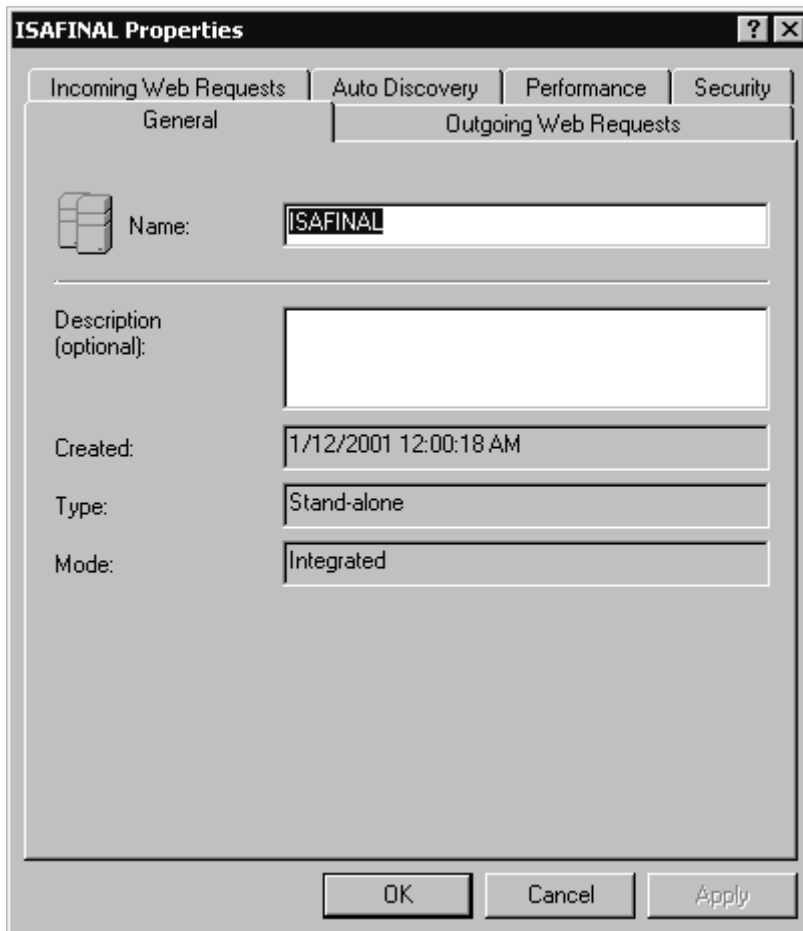 ISAFINAL Properties
Incoming Web Requests Auto Discovery Performance Security
General Outgoing Web Requests
Name: ISAFINAL
Description
(optional):
Created: 1/12/2001 12:00:18 AM
Type: Stand-alone
Mode: Integrated
OK Cancel Apply